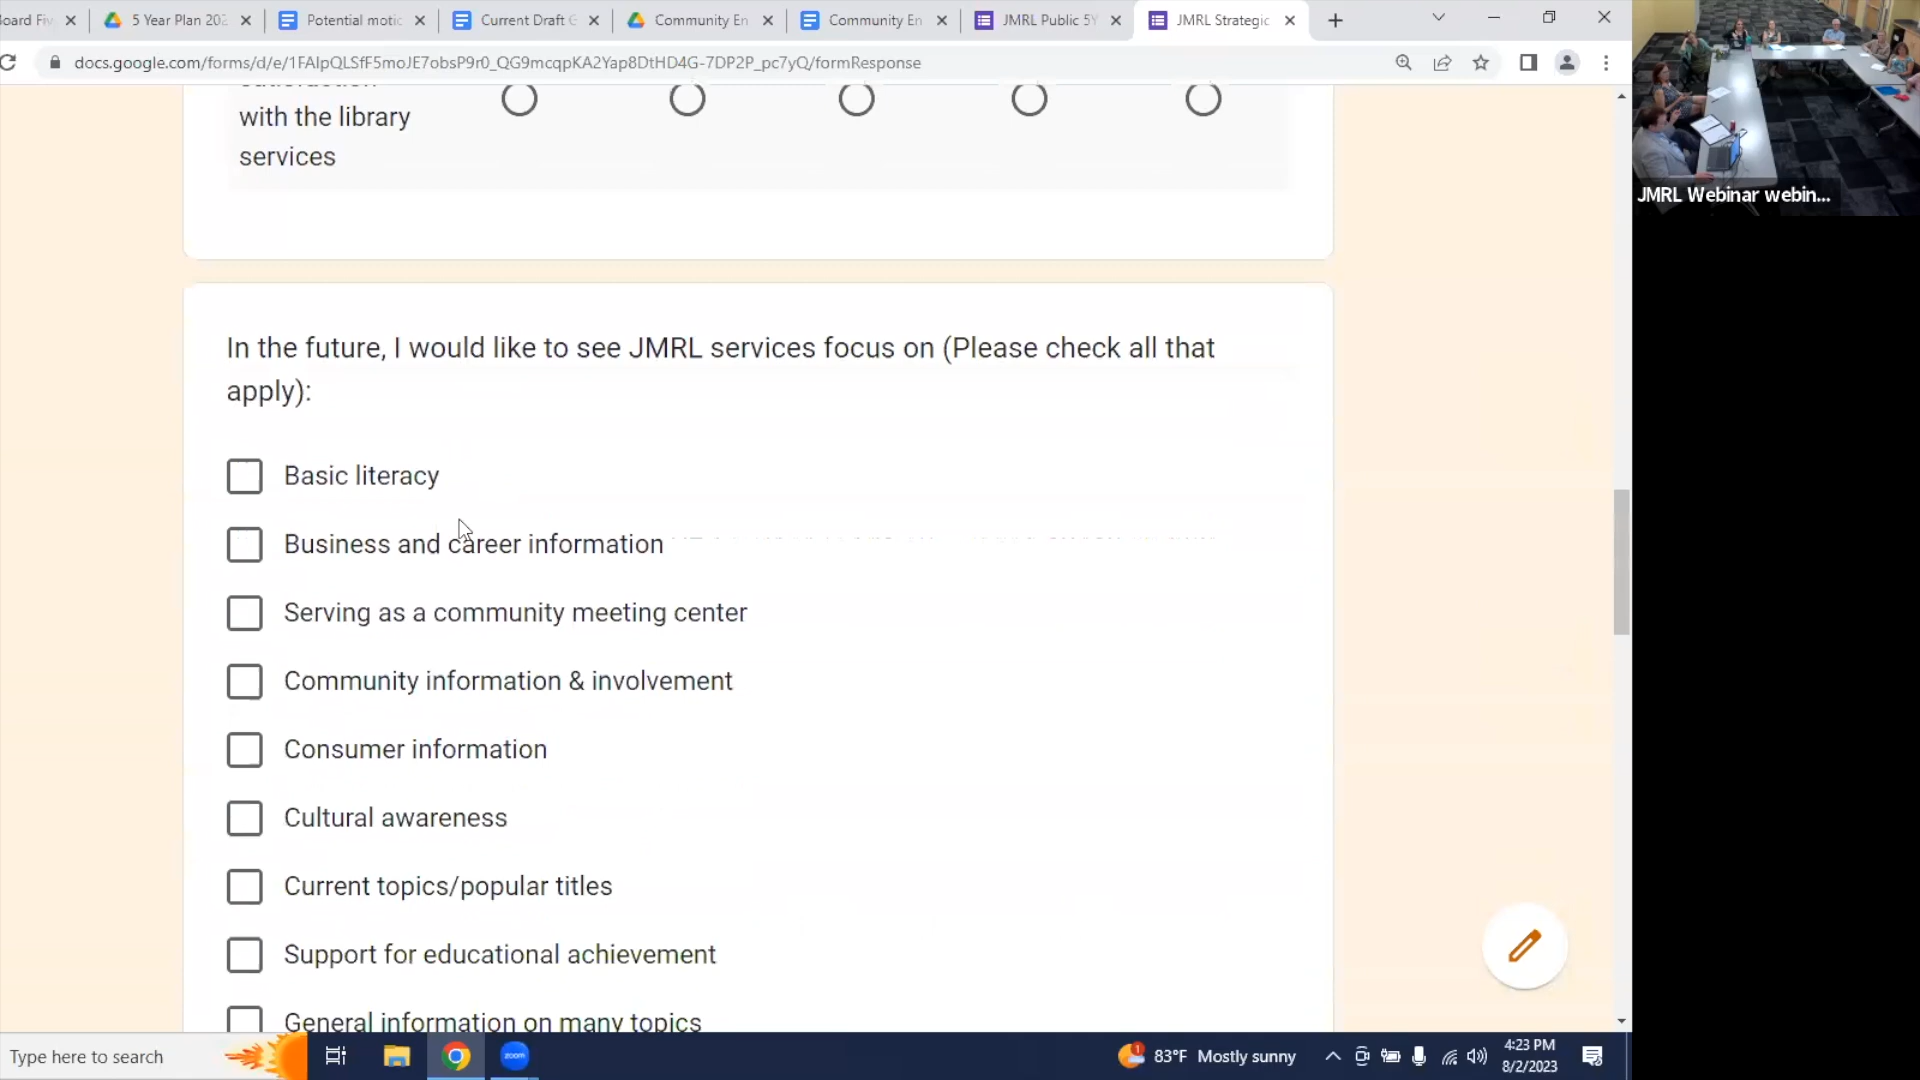 oard Fiv
5 Year Plan 202
Potential motic
Current Draft G
Community En
Community En
JMRL Public 5Y
JMRL Strategic
docs.google.com/forms/d/e/1FAIpQLSfF5moJE7obsP9r0_QG9mcqpKA2Yap8DtHD4G-7DP2P_pc7yQ/formResponse
JMRL Webinar webin...
with the library
services
In the future, I would like to see JMRL services focus on (Please check all that
apply):
Basic literacy
Business and career information
Serving as a community meeting center
Community information & involvement
Consumer information
Cultural awareness
Current topics/popular titles
Support for educational achievement
General information on many topics
Type here to search
zoom
1
83°F Mostly sunny
4:23 PM
8/2/2023